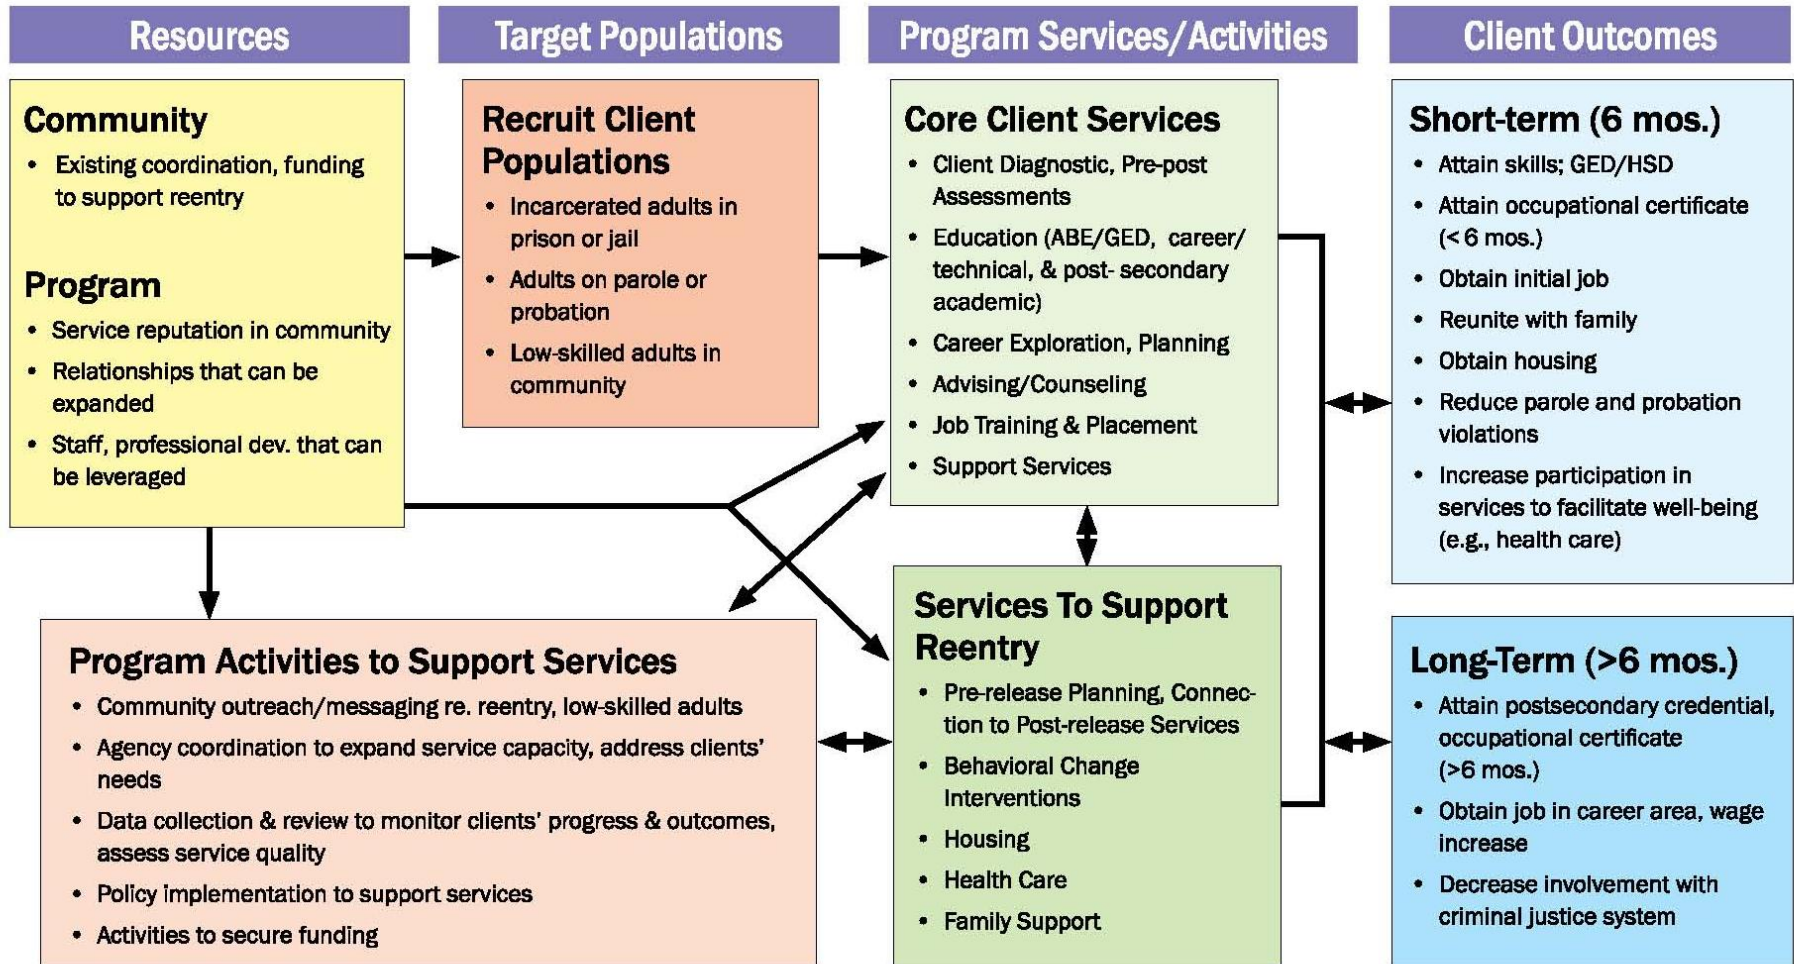 Resources
Target Populations
Program Services/Activities
Client Outcomes
Community
• Existing coordination, funding
to support reentry
Program
• Service reputation in community
• Relationships that can be
expanded
• Staff, professional dev. that can
be leveraged
Recruit Client
Populations
• Incarcerated adults in
prison or jail
• Adults on parole or
probation
• Low-skilled adults in
community
Core Client Services
• Client Diagnostic, Pre-post
Assessments
• Education (ABE/GED, career/
technical, & post- secondary
academic)
• Career Exploration, Planning
• Advising/Counseling
• Job Training & Placement
• Support Services
Short-term (6 mos.)
• Attain skills; GED/HSD
• Attain occupational certificate
(< 6 mos.)
• Obtain initial job
• Reunite with family
• Obtain housing
• Reduce parole and probation
violations
• Increase participation in
services to facilitate well-being
(e.g., health care)
Program Activities to Support Services
• Community outreach/messaging re. reentry, low-skilled adults
• Agency coordination to expand service capacity, address clients'
needs
• Data collection & review to monitor clients' progress & outcomes,
assess service quality
• Policy implementation to support services
• Activities to secure funding
Services To Support
Reentry
• Pre-release Planning, Connec-
tion to Post-release Services
• Behavioral Change
Interventions
• Housing
• Health Care
• Family Support
Long-Term (>6 mos.)
• Attain postsecondary credential,
occupational certificate
(>6 mos.)
• Obtain job in career area, wage
increase
• Decrease involvement with
criminal justice system